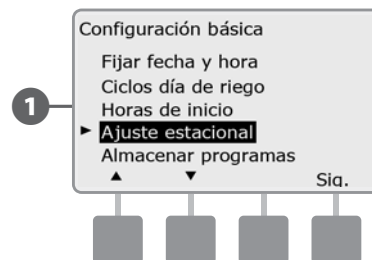 Configuración básica
Fijar fecha y hora
Ciclos día de riego
Horas de inicio
► Ajuste estacional
Almacenar programas
▲ ▼
Sig.
1